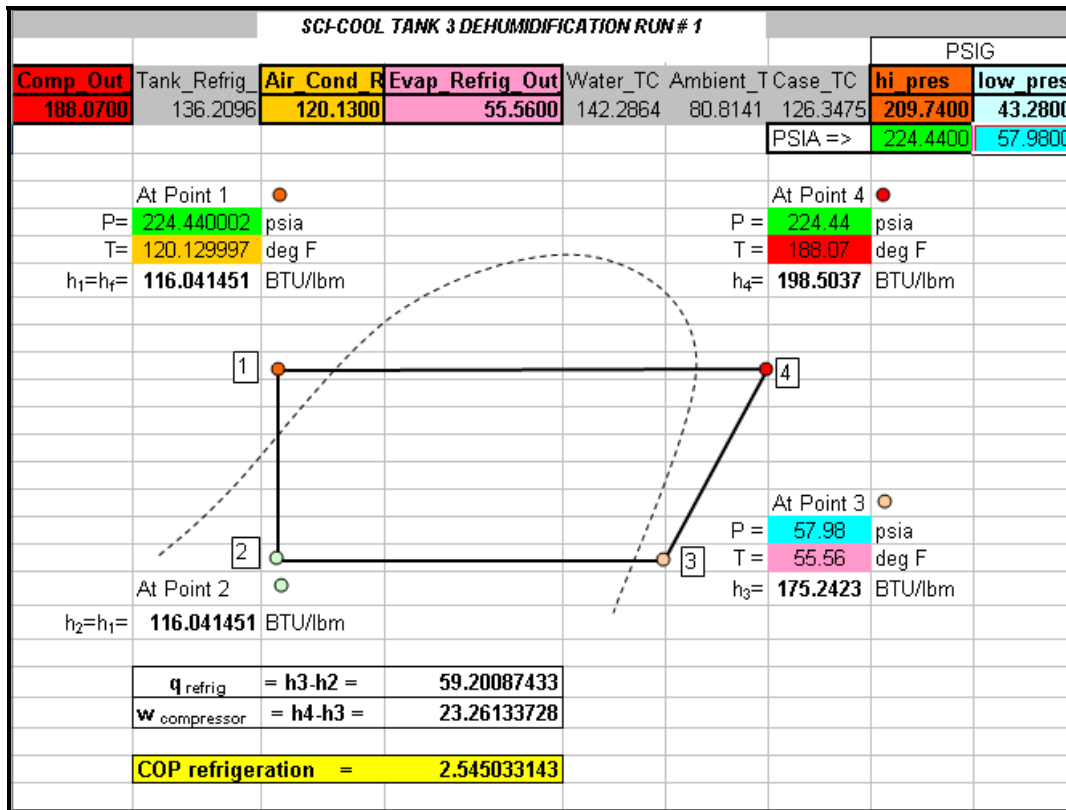 SCI-COOL TANK 3 DEHUMIDIFICATION RUN # 1
PSIG
Comp_Out Tank_Refrig_ Air_Cond_R Evap_Refrig_Out Water_TC Ambient_T Case_TC hi_pres low_pres
188.0700 136.2096 120.1300 55.5600 142.2864 80.8141 126.3475 209.7400 43.2800
PSIA => 224.4400 57.9800
At Point 1 At Point 4
P= 224.440002 psia P = 224.44 psia
T= 120.129997 deg F T = 188.07 deg F
h₁=hf= 116.041451 BTU/lbm h₄= 198.5037 BTU/lbm
1 4
At Point 3
P = 57.98 psia
2 3 T = 55.56 deg F
At Point 2 h₃= 175.2423 BTU/lbm
h₂=h₁= 116.041451 BTU/lbm
q refrig = h3-h2 = 59.20087433
w compressor = h4-h3 = 23.26133728
COP refrigeration = 2.545033143